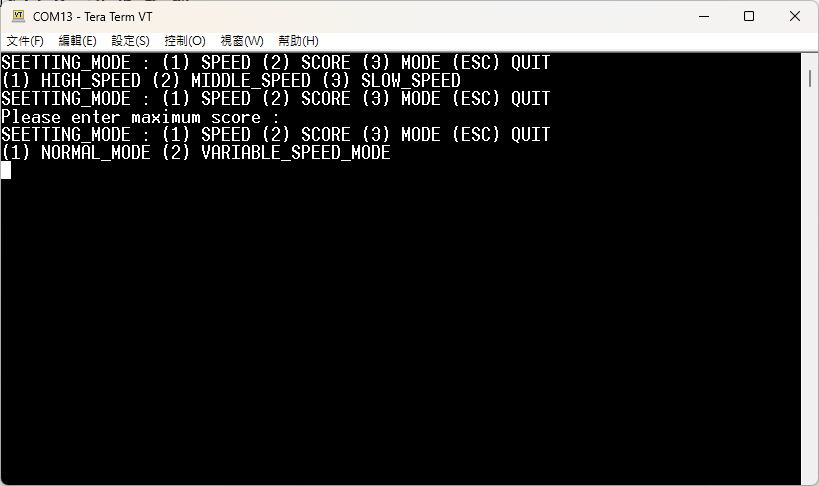 COM13 - Tera Term VT
文件(F) 編輯(E) 設定(S) 控制(O) 視窗(W) 幫助(H)
SEETTING_MODE : (1) SPEED (2) SCORE (3) MODE (ESC) QUIT
(1) HIGH_SPEED (2) MIDDLE_SPEED (3) SLOW_SPEED
SEETTING_MODE : (1) SPEED (2) SCORE (3) MODE (ESC) QUIT
Please enter maximum score :
SEETTING_MODE : (1) SPEED (2) SCORE (3) MODE (ESC) QUIT
(1) NORMAL_MODE (2) VARIABLE_SPEED_MODE